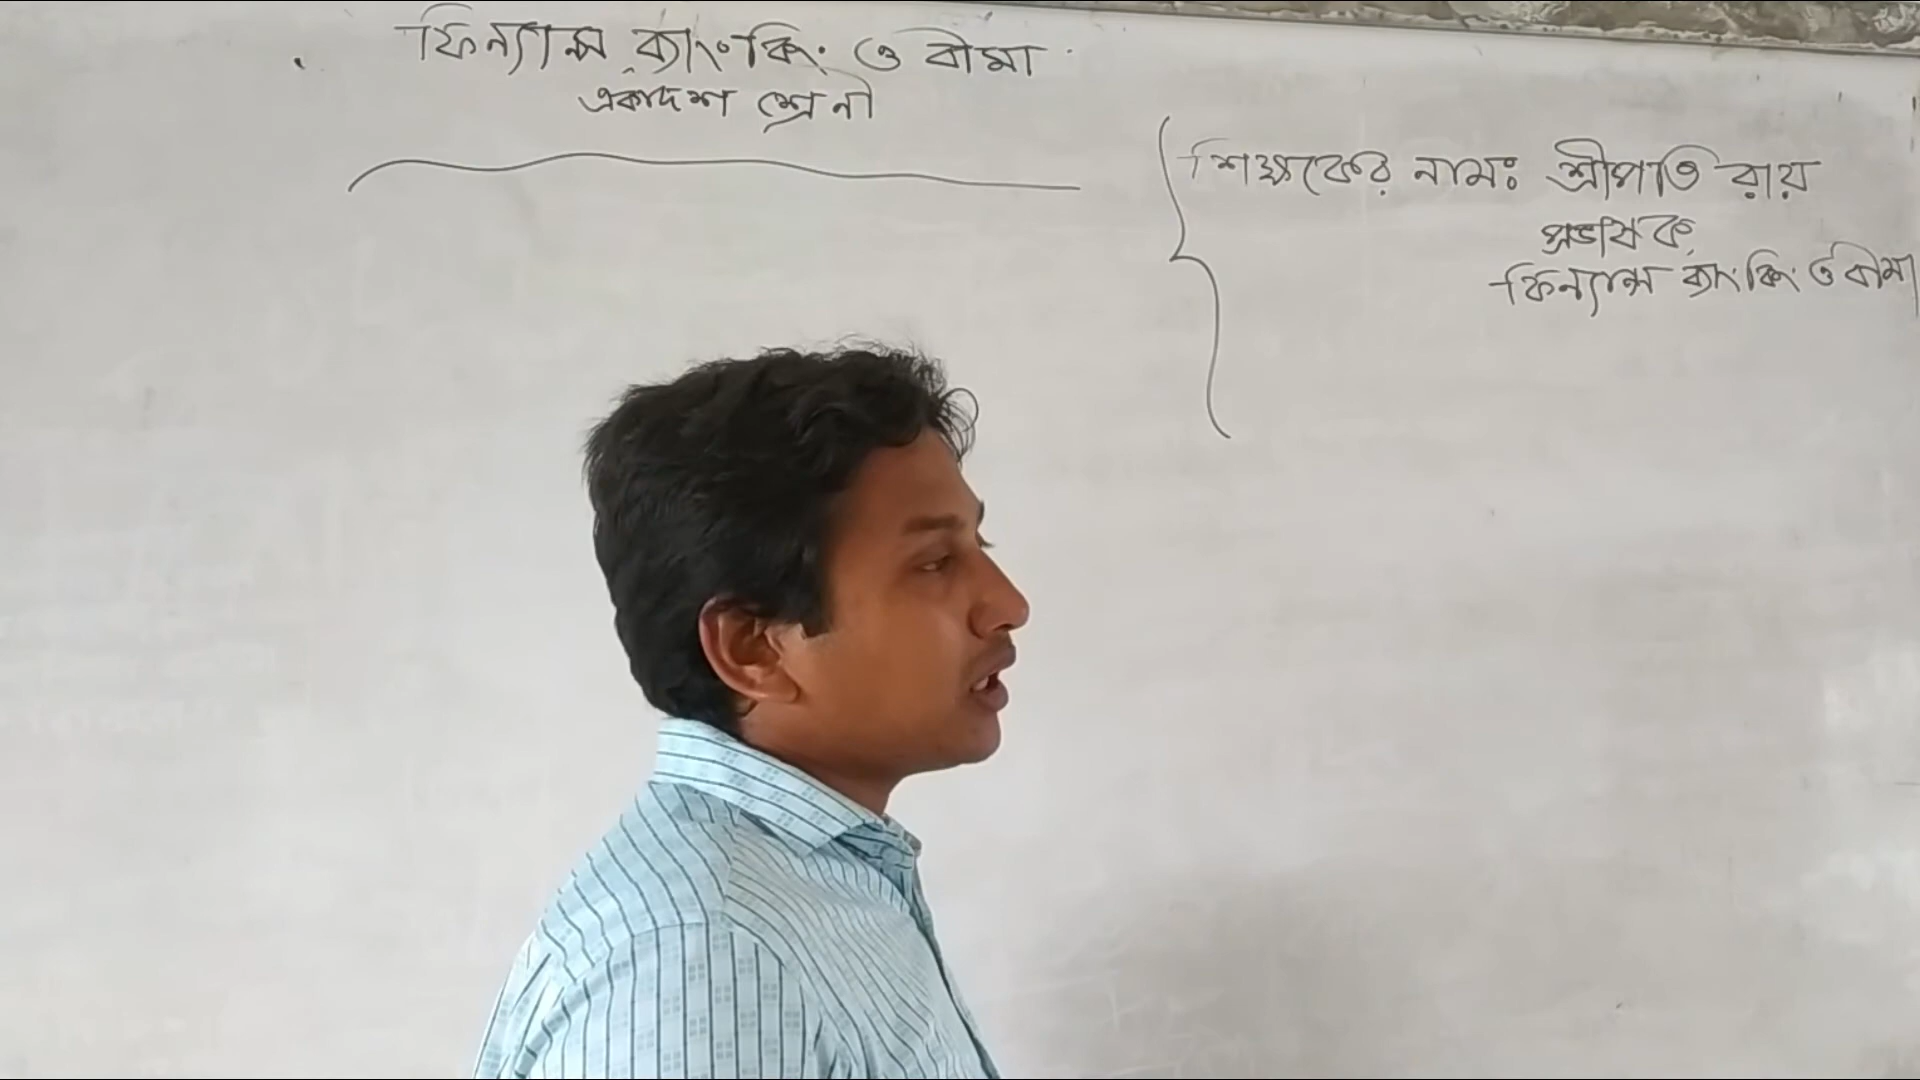 ফিন্যান্স ব্যাংকিং ও বীমা
একাদশ শ্রেনী
শিক্ষকের নামঃ শ্রীপতি রায়
প্রভাষক
ফিন্যান্স ব্যাংকিং ও বীমা